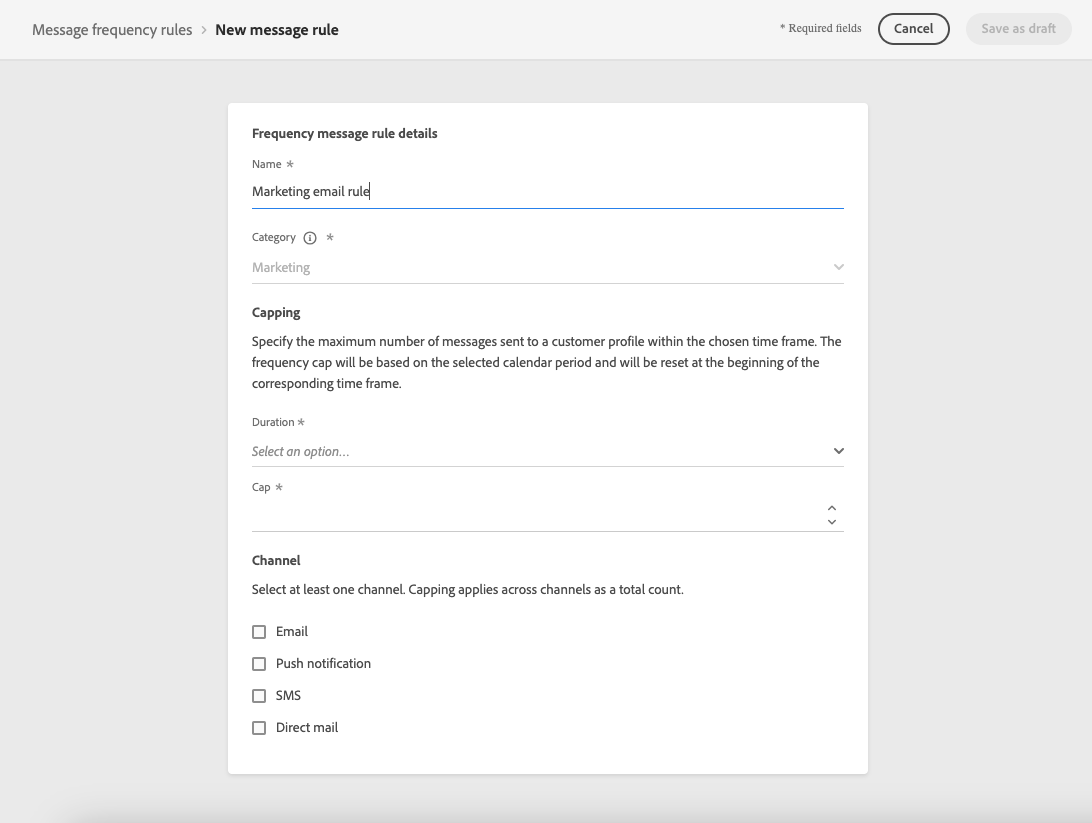 Message frequency rules > New message rule
* Required fields
Cancel
Save as draft
Frequency message rule details
Name *
Marketing email rule
Category *
Marketing
Capping
Specify the maximum number of messages sent to a customer profile within the chosen time frame. The
frequency cap will be based on the selected calendar period and will be reset at the beginning of the
corresponding time frame.
Duration *
Select an option...
Cap *
Channel
Select at least one channel. Capping applies across channels as a total count.
Email
Push notification
SMS
Direct mail